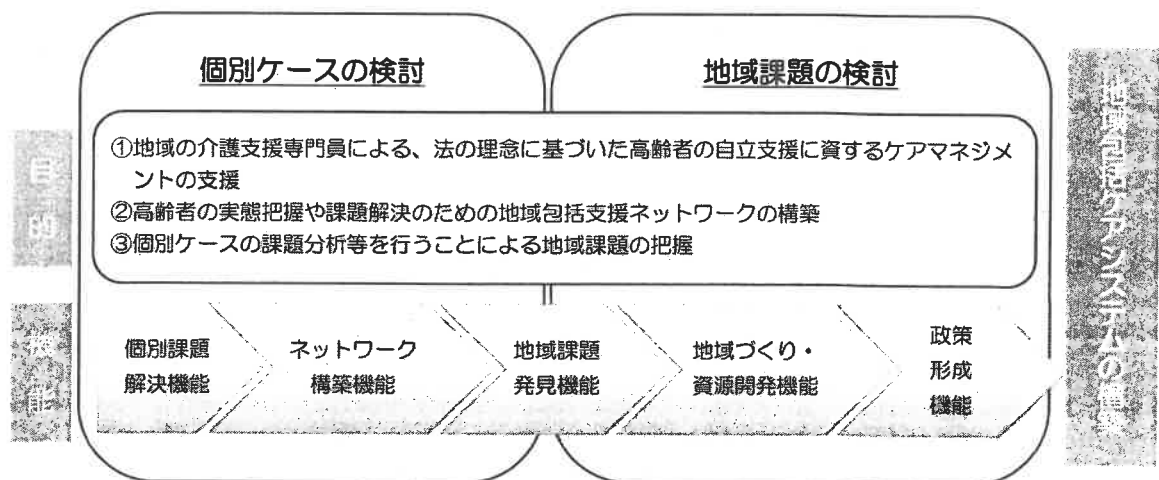 個別ケースの検討
地域課題の検討
目的
①地域の介護支援専門員による、法の理念に基づいた高齢者の自立支援に資するケアマネジメ
ントの支援
②高齢者の実態把握や課題解決のための地域包括支援ネットワークの構築
③個別ケースの課題分析等を行うことによる地域課題の把握
機能
個別課題
解決機能
ネットワーク
構築機能
地域課題
発見機能
地域づくり・
資源開発機能
政策
形成
機能
地域包括ケアシステムの